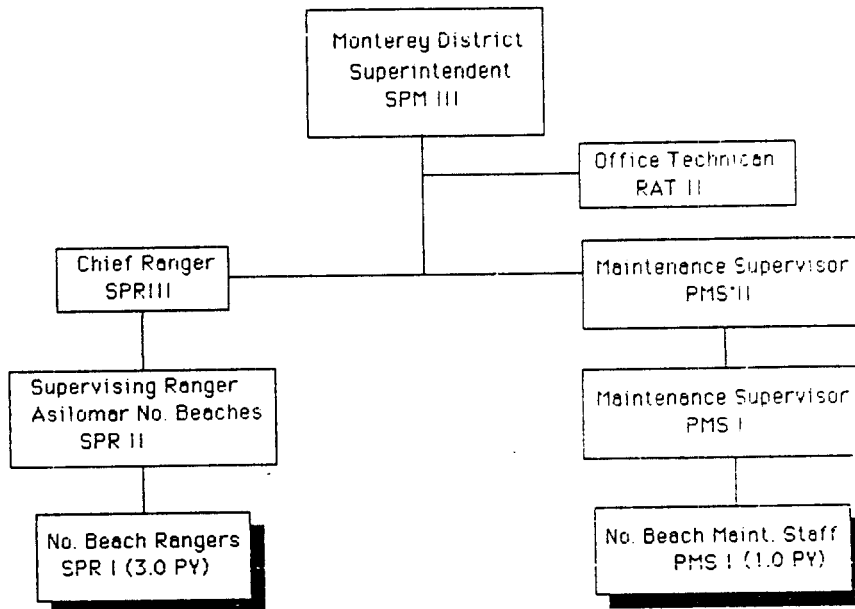 Monterey District
Superintendent
SPM III
Office Technican
RAT II
Chief Ranger
SPRIII
Maintenance Supervisor
PMS II
Supervising Ranger
Asilomar No. Beaches
SPR II
Maintenance Supervisor
PMS I
No. Beach Rangers
SPR I (3.0 PY)
No. Beach Maint. Staff
PMS I (1.0 PY)